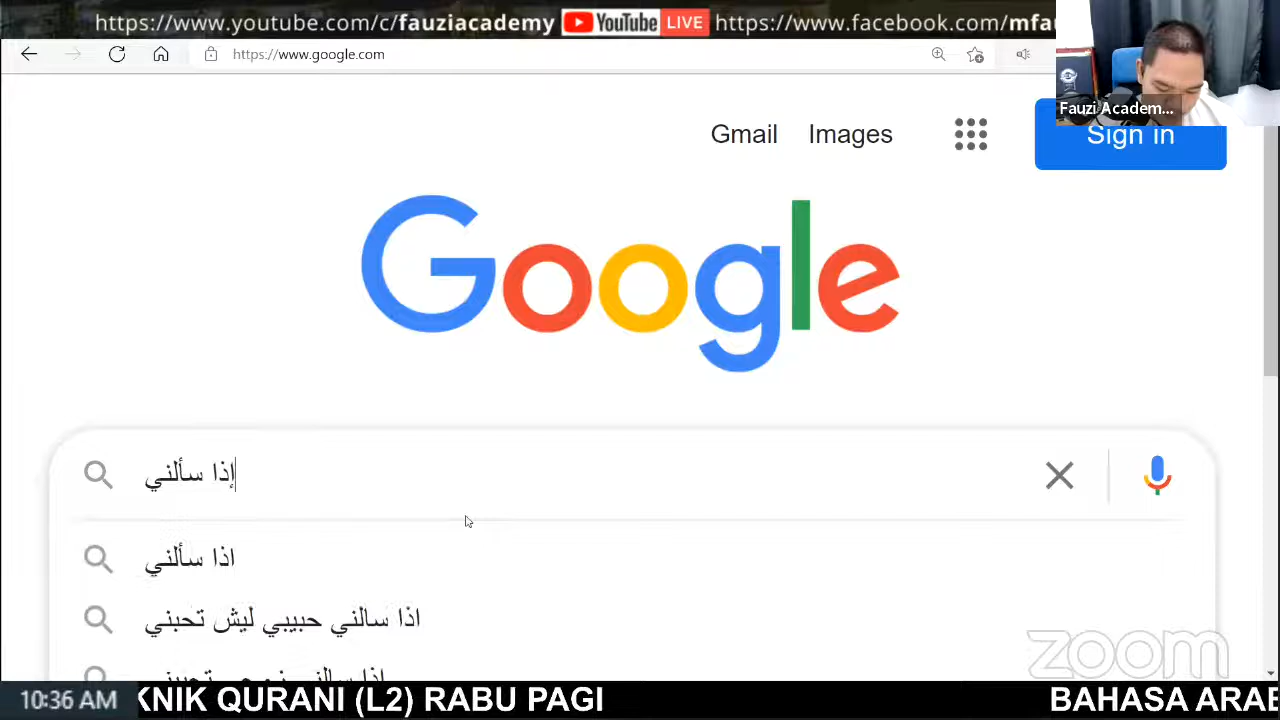 https://www.youtube.com/c/fauziacademy YouTube LIVE https://www.facebook.com/mfau
https://www.google.com
Fauzi Academ...
Gmail Images Sign in
Google
إذا سألني
اذا سألني
اذا سالني حبيبي ليش تحبني
zoom
10:36 AM KNIK QURANI (L2) RABU PAGI BAHASA ARAB